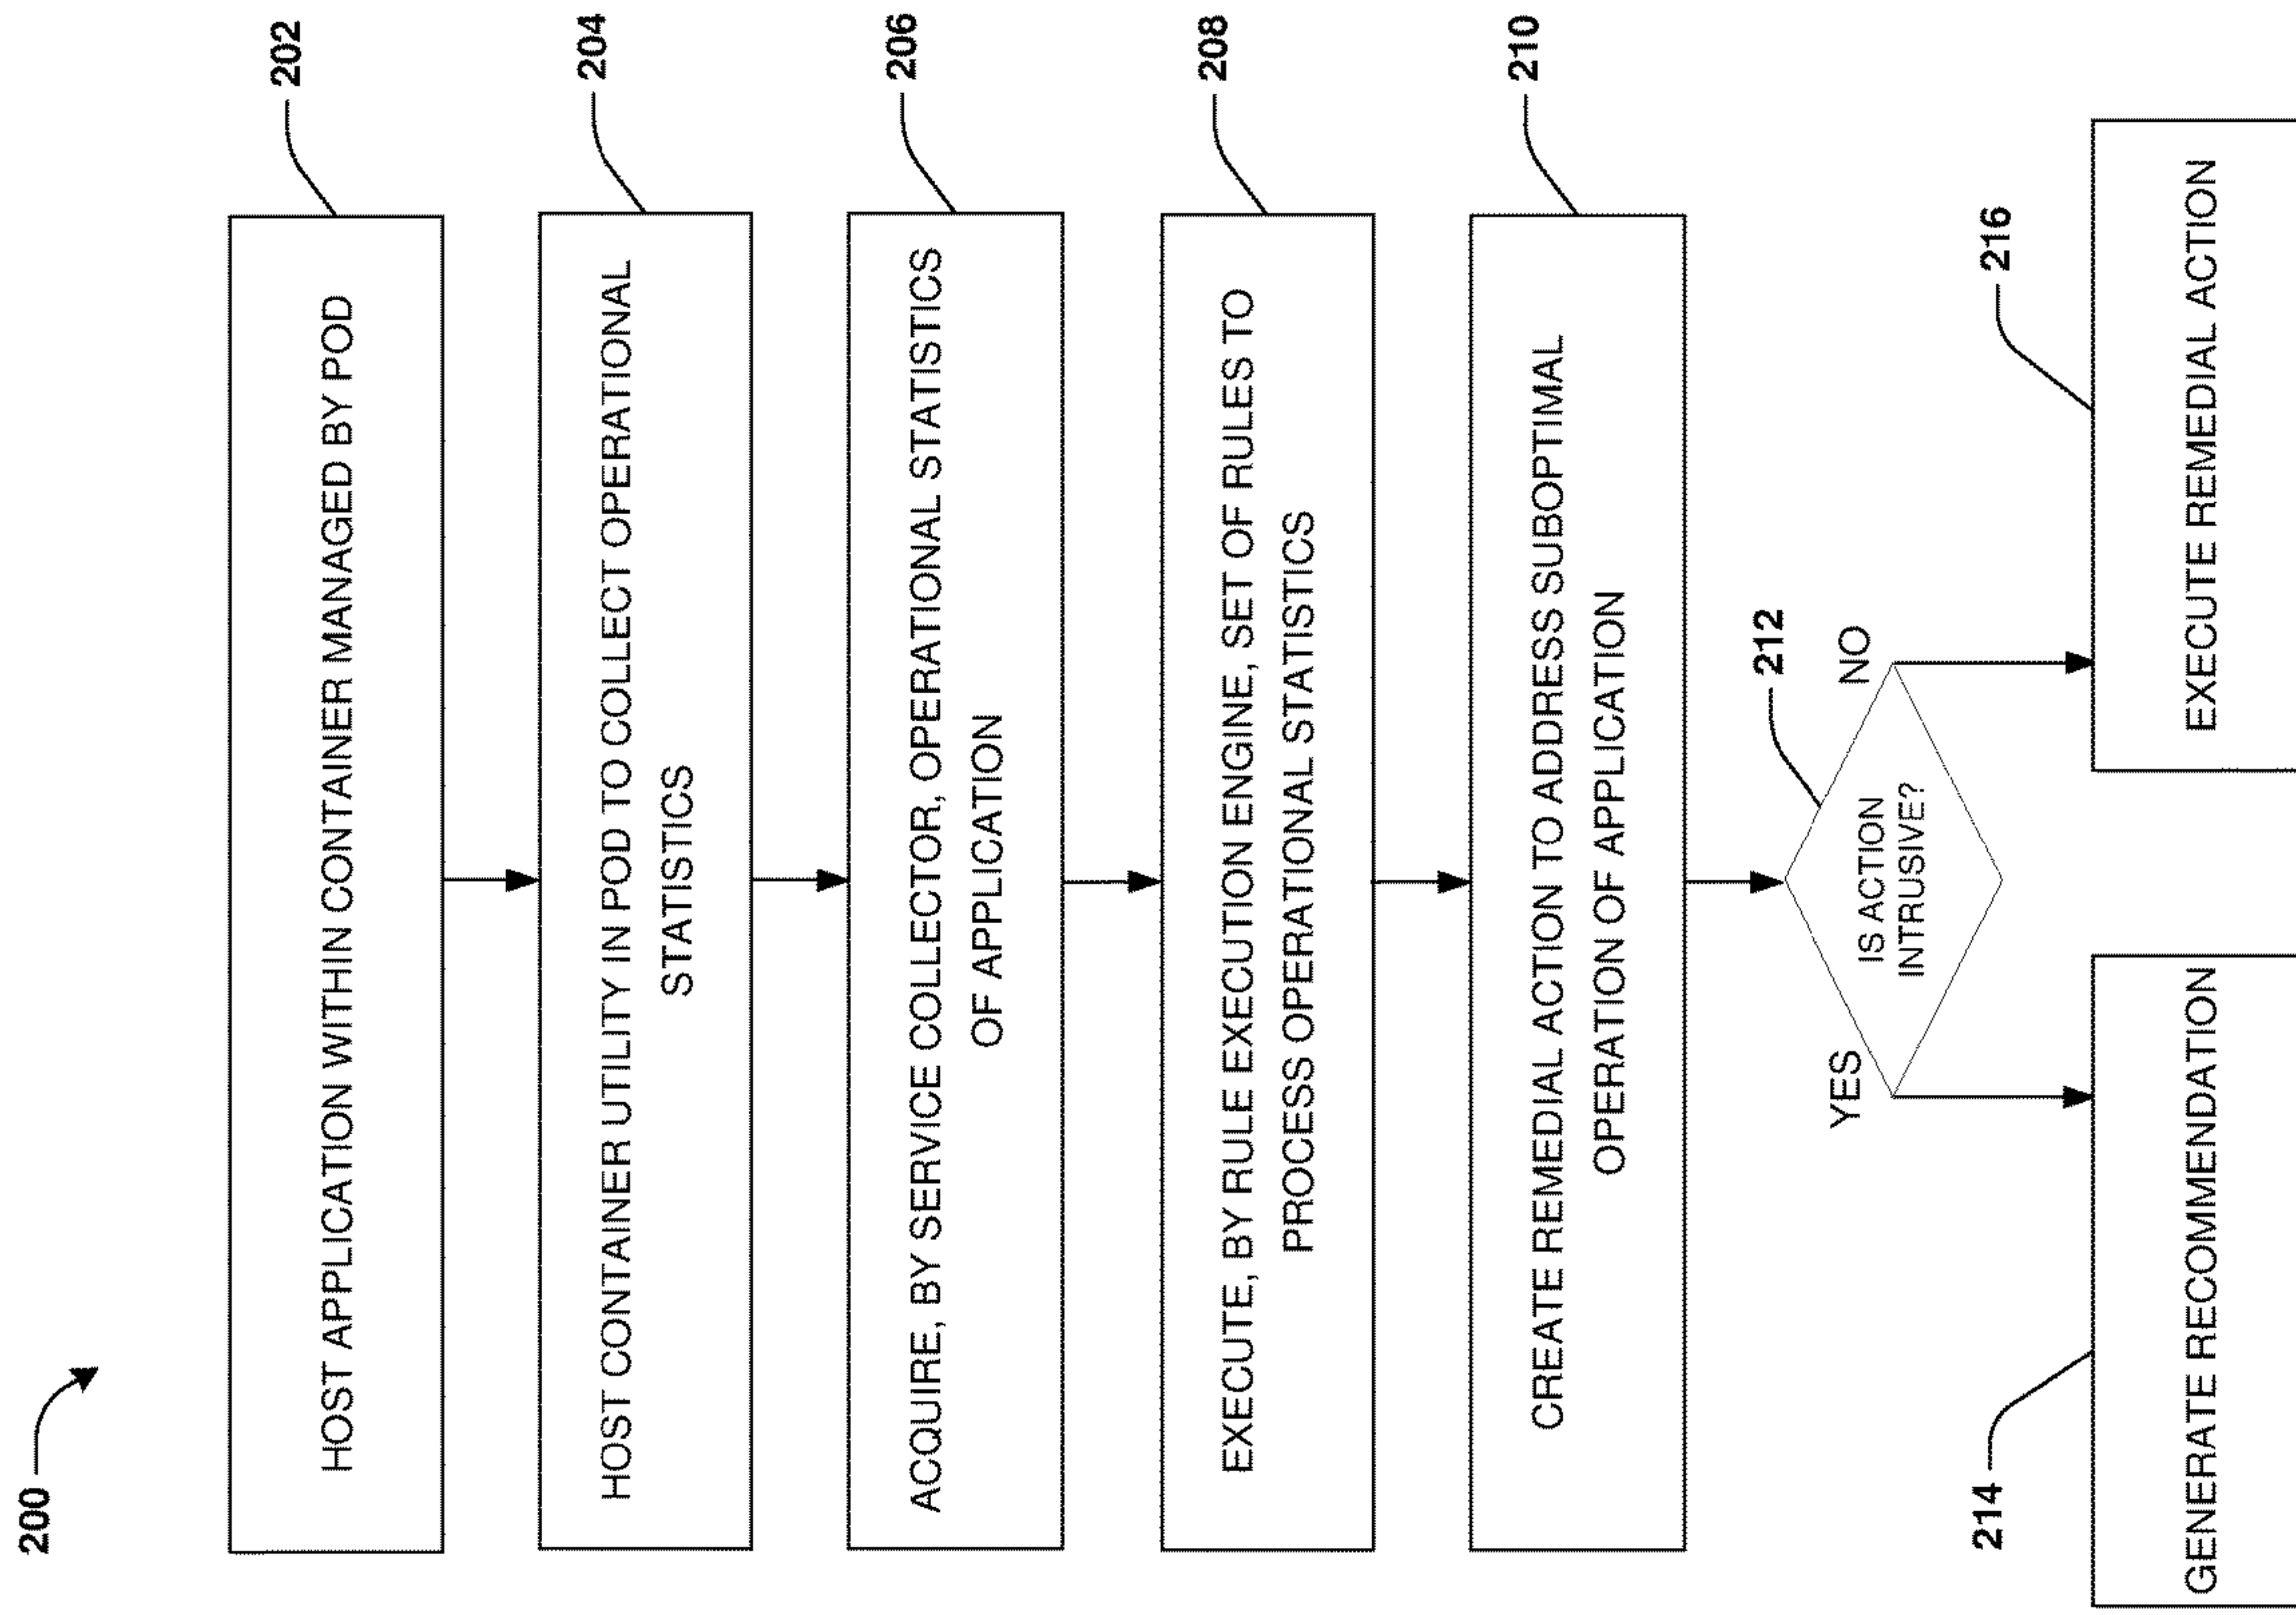 200
202
HOST APPLICATION WITHIN CONTAINER MANAGED BY POD
204
HOST CONTAINER UTILITY IN POD TO COLLECT OPERATIONAL
STATISTICS
206
ACQUIRE, BY SERVICE COLLECTOR, OPERATIONAL STATISTICS
OF APPLICATION
208
EXECUTE, BY RULE EXECUTION ENGINE, SET OF RULES TO
PROCESS OPERATIONAL STATISTICS
210
CREATE REMEDIAL ACTION TO ADDRESS SUBOPTIMAL
OPERATION OF APPLICATION
212
YES
NO
IS ACTION
INTRUSIVE?
214
216
GENERATE RECOMMENDATION
EXECUTE REMEDIAL ACTION